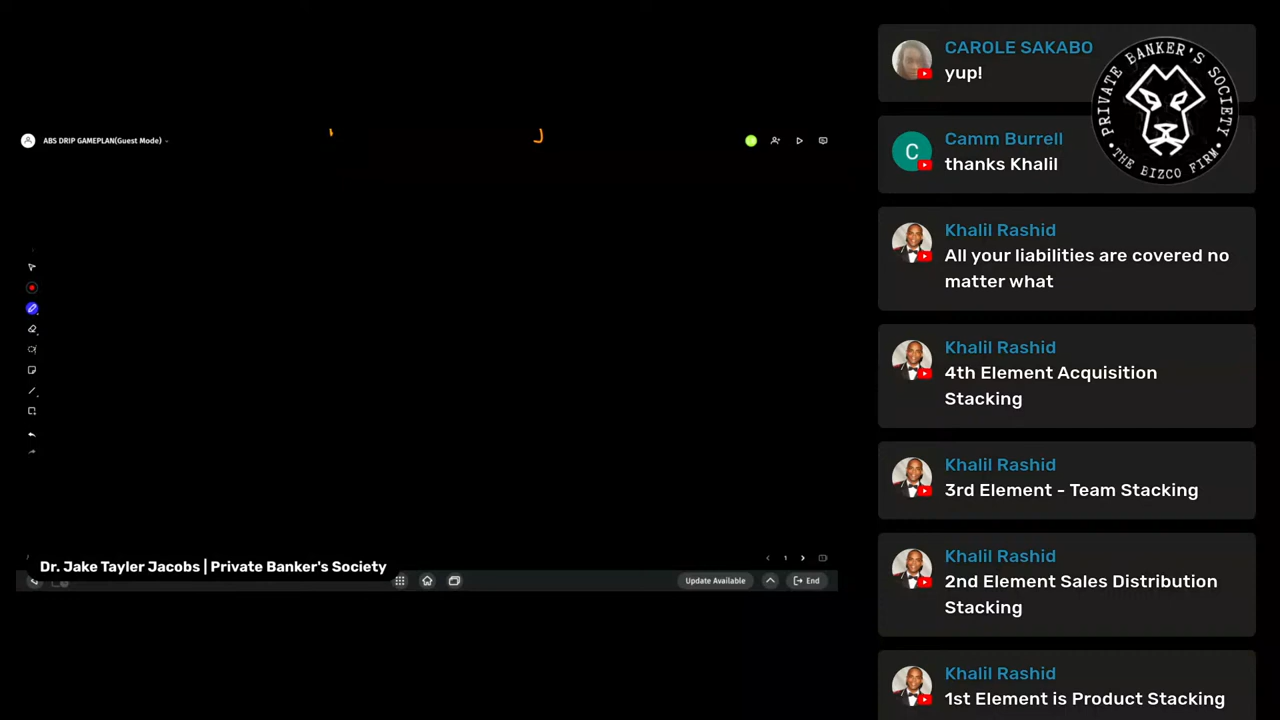 ABS DRIP GAMEPLAN(Guest Mode)
Dr. Jake Tayler Jacobs | Private Banker's Society
1
Update Available
End
CAROLE SAKABO
yup!
PRIVATE BANKER'S SOCIETY
• THE BIZCO FIRM •
C
Camm Burrell
thanks Khalil
Khalil Rashid
All your liabilities are covered no
matter what
Khalil Rashid
4th Element Acquisition
Stacking
Khalil Rashid
3rd Element - Team Stacking
Khalil Rashid
2nd Element Sales Distribution
Stacking
Khalil Rashid
1st Element is Product Stacking